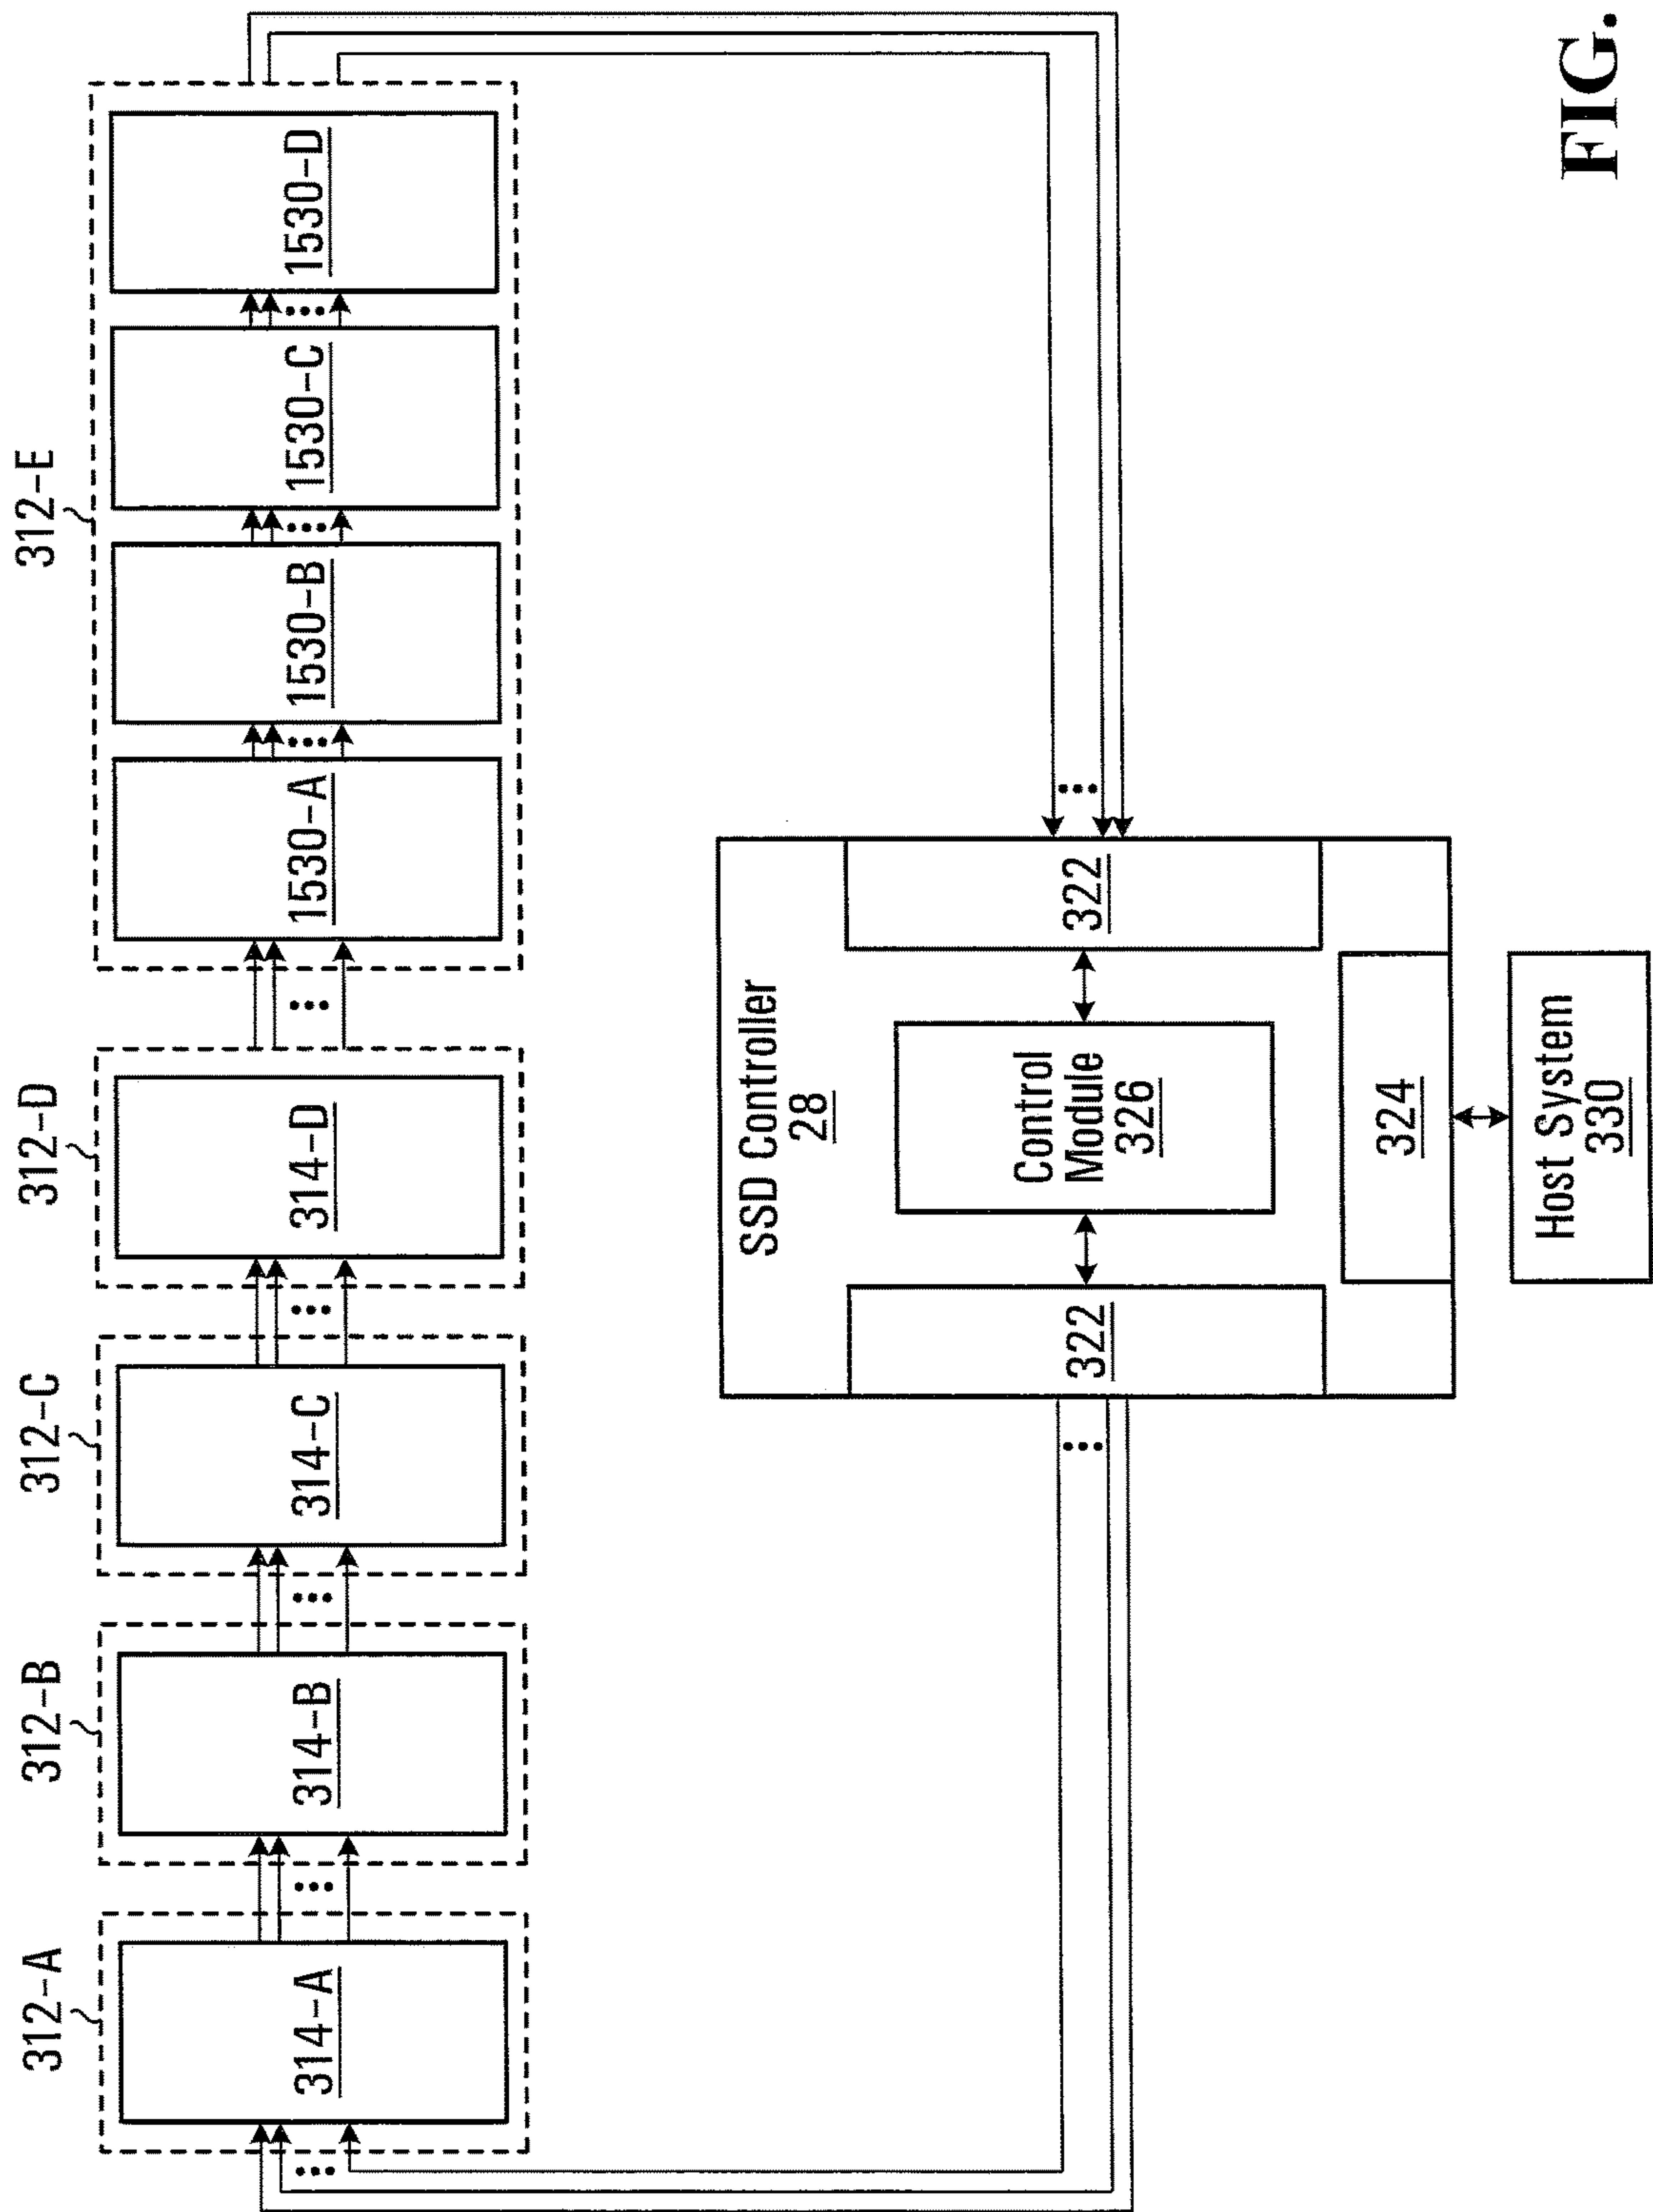 312-A
312-B
312-C
312-D
312-E
314-A
314-B
314-C
314-D
1530-A
1530-B
1530-C
1530-D
SSD Controller
28
322
Control
Module
326
322
324
Host System
330
FIG.